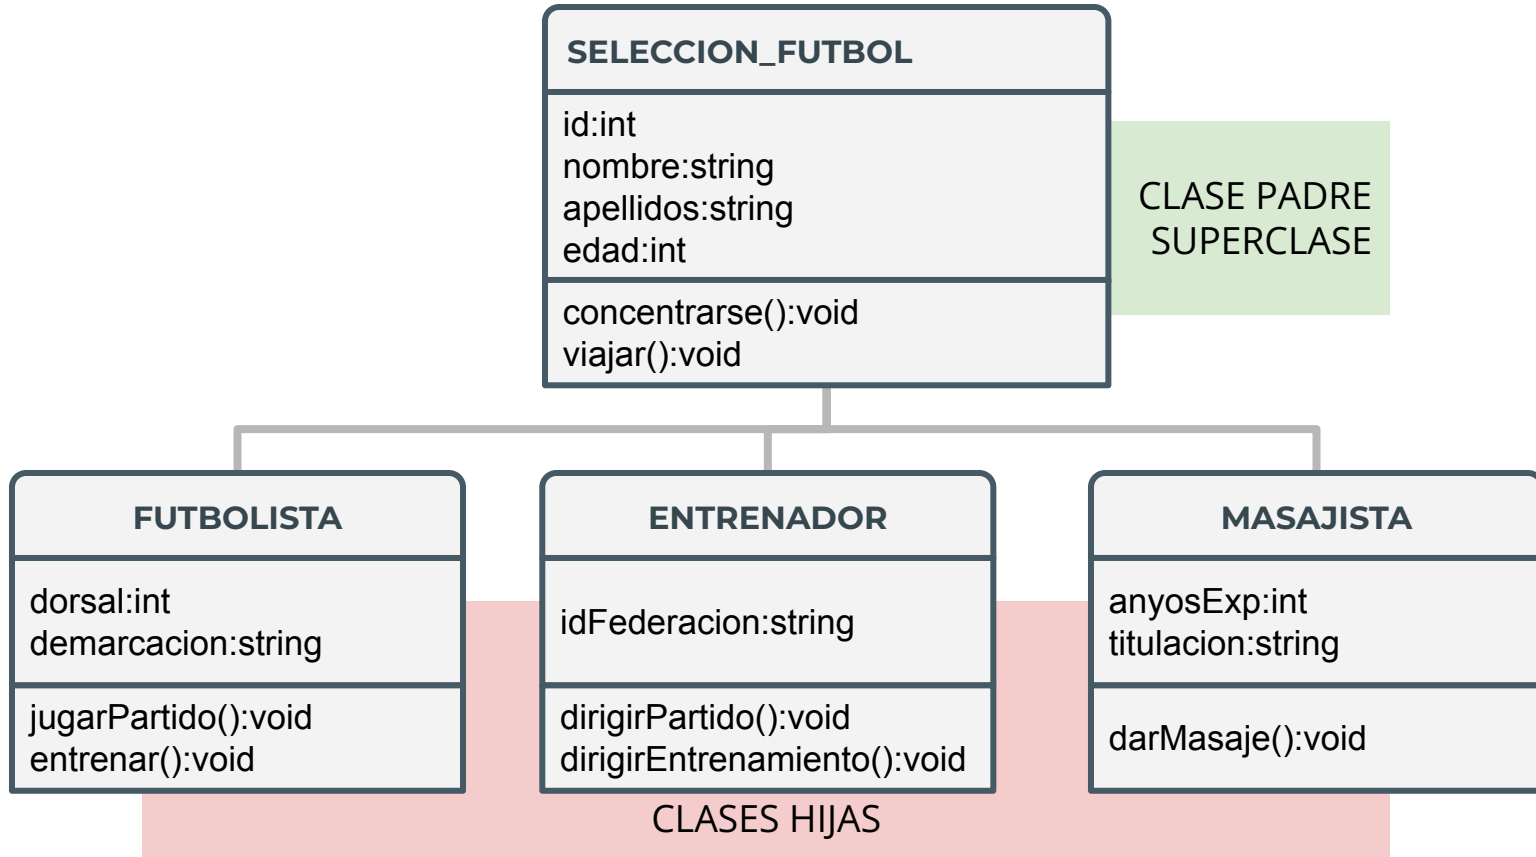 SELECCION_FUTBOL
id:int
nombre:string
apellidos:string
edad:int
concentrarse():void
viajar():void
CLASE PADRE
SUPERCLASE
FUTBOLISTA
dorsal:int
demarcacion:string
jugarPartido():void
entrenar():void
ENTRENADOR
idFederacion:string
dirigirPartido():void
dirigirEntrenamiento():void
MASAJISTA
anyosExp:int
titulacion:string
darMasaje():void
CLASES HIJAS